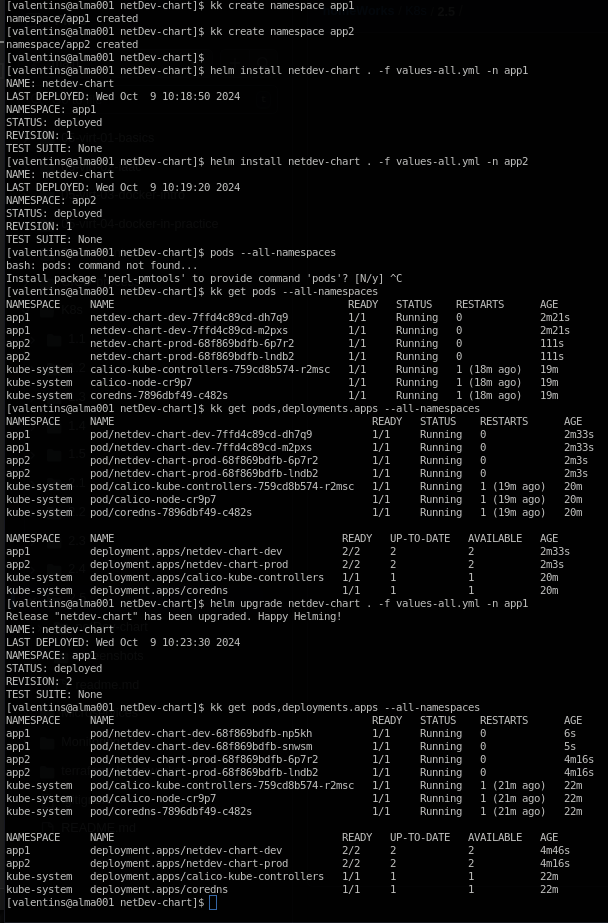 [valentins@alma001 netDev-chart]$ kk create namespace app1
namespace/app1 created
[valentins@alma001 netDev-chart]$ kk create namespace app2
namespace/app2 created
[valentins@alma001 netDev-chart]$
[valentins@alma001 netDev-chart]$ helm install netdev-chart . -f values-all.yml -n app1
NAME: netdev-chart
LAST DEPLOYED: Wed Oct  9 10:18:50 2024
NAMESPACE: app1
STATUS: deployed
REVISION: 1
TEST SUITE: None
[valentins@alma001 netDev-chart]$ helm install netdev-chart . -f values-all.yml -n app2
NAME: netdev-chart
LAST DEPLOYED: Wed Oct  9 10:19:20 2024
NAMESPACE: app2
STATUS: deployed
REVISION: 1
TEST SUITE: None
[valentins@alma001 netDev-chart]$ pods --all-namespaces
bash: pods: command not found...
Install package 'perl-pmtools' to provide command 'pods'? [N/y] ^C
[valentins@alma001 netDev-chart]$ kk get pods --all-namespaces
NAMESPACE     NAME                                       READY   STATUS    RESTARTS      AGE
app1          netdev-chart-dev-7ffd4c89cd-dh7q9          1/1     Running   0             2m21s
app1          netdev-chart-dev-7ffd4c89cd-m2pxs          1/1     Running   0             2m21s
app2          netdev-chart-prod-68f869bdfb-6p7r2         1/1     Running   0             111s
app2          netdev-chart-prod-68f869bdfb-lndb2         1/1     Running   0             111s
kube-system   calico-kube-controllers-759cd8b574-r2msc   1/1     Running   1 (18m ago)   19m
kube-system   calico-node-cr9p7                          1/1     Running   1 (18m ago)   19m
kube-system   coredns-7896dbf49-c482s                    1/1     Running   1 (18m ago)   19m
[valentins@alma001 netDev-chart]$ kk get pods,deployments.apps --all-namespaces
NAMESPACE     NAME                                           READY   STATUS    RESTARTS      AGE
app1          pod/netdev-chart-dev-7ffd4c89cd-dh7q9          1/1     Running   0             2m33s
app1          pod/netdev-chart-dev-7ffd4c89cd-m2pxs          1/1     Running   0             2m33s
app2          pod/netdev-chart-prod-68f869bdfb-6p7r2         1/1     Running   0             2m3s
app2          pod/netdev-chart-prod-68f869bdfb-lndb2         1/1     Running   0             2m3s
kube-system   pod/calico-kube-controllers-759cd8b574-r2msc   1/1     Running   1 (19m ago)   20m
kube-system   pod/calico-node-cr9p7                          1/1     Running   1 (19m ago)   20m
kube-system   pod/coredns-7896dbf49-c482s                    1/1     Running   1 (19m ago)   20m
NAMESPACE     NAME                                      READY   UP-TO-DATE   AVAILABLE   AGE
app1          deployment.apps/netdev-chart-dev          2/2     2            2           2m33s
app2          deployment.apps/netdev-chart-prod         2/2     2            2           2m3s
kube-system   deployment.apps/calico-kube-controllers   1/1     1            1           20m
kube-system   deployment.apps/coredns                   1/1     1            1           20m
[valentins@alma001 netDev-chart]$ helm upgrade netdev-chart . -f values-all.yml -n app1
Release "netdev-chart" has been upgraded. Happy Helming!
NAME: netdev-chart
LAST DEPLOYED: Wed Oct  9 10:23:30 2024
NAMESPACE: app1
STATUS: deployed
REVISION: 2
TEST SUITE: None
[valentins@alma001 netDev-chart]$ kk get pods,deployments.apps --all-namespaces
NAMESPACE     NAME                                           READY   STATUS    RESTARTS      AGE
app1          pod/netdev-chart-dev-68f869bdfb-np5kh          1/1     Running   0             6s
app1          pod/netdev-chart-dev-68f869bdfb-snwsm          1/1     Running   0             5s
app2          pod/netdev-chart-prod-68f869bdfb-6p7r2         1/1     Running   0             4m16s
app2          pod/netdev-chart-prod-68f869bdfb-lndb2         1/1     Running   0             4m16s
kube-system   pod/calico-kube-controllers-759cd8b574-r2msc   1/1     Running   1 (21m ago)   22m
kube-system   pod/calico-node-cr9p7                          1/1     Running   1 (21m ago)   22m
kube-system   pod/coredns-7896dbf49-c482s                    1/1     Running   1 (21m ago)   22m
NAMESPACE     NAME                                      READY   UP-TO-DATE   AVAILABLE   AGE
app1          deployment.apps/netdev-chart-dev          2/2     2            2           4m46s
app2          deployment.apps/netdev-chart-prod         2/2     2            2           4m16s
kube-system   deployment.apps/calico-kube-controllers   1/1     1            1           22m
kube-system   deployment.apps/coredns                   1/1     1            1           22m
[valentins@alma001 netDev-chart]$